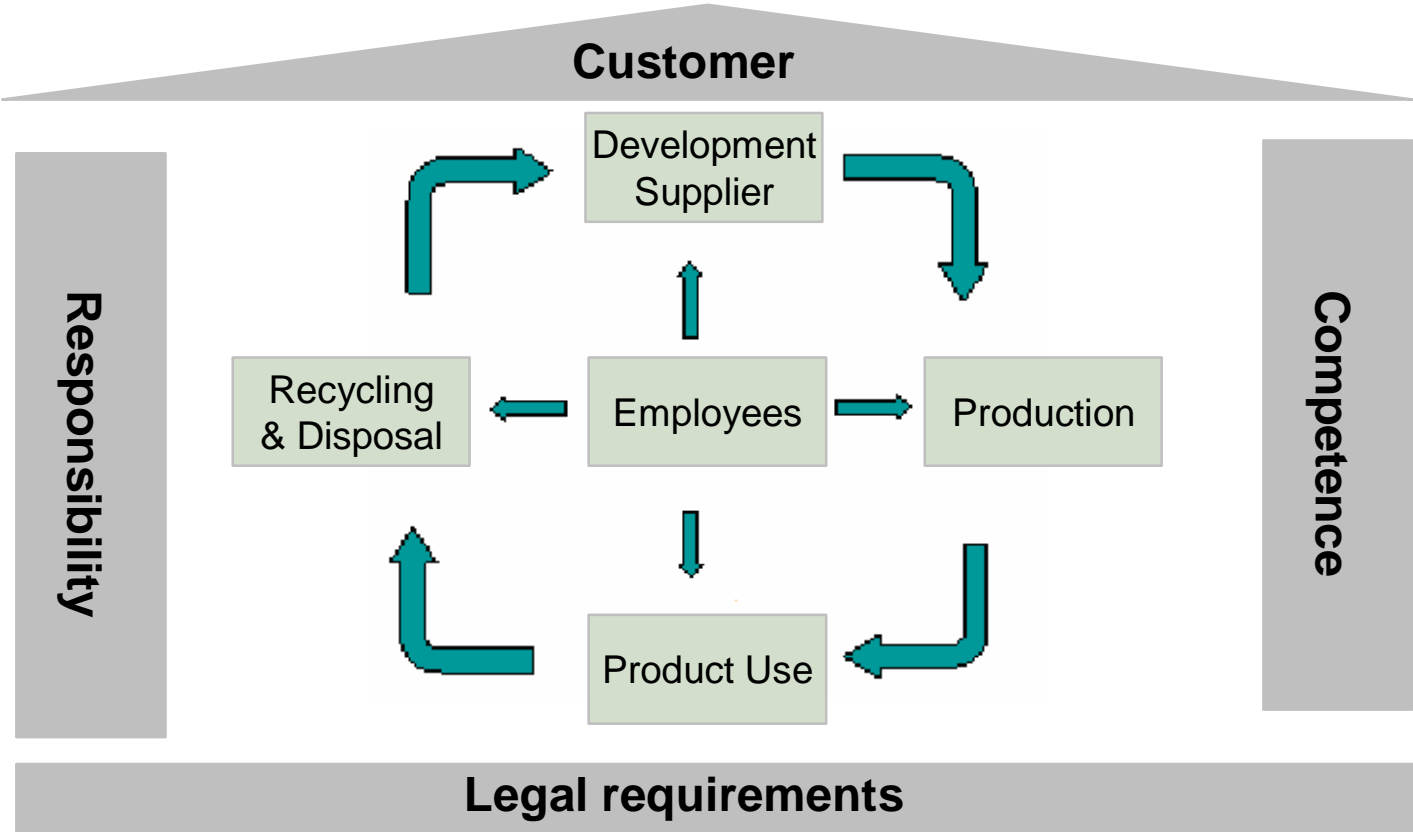 Customer
Development
Supplier
Responsibility
Competence
Recycling
& Disposal
Employees
Production
Product Use
Legal requirements